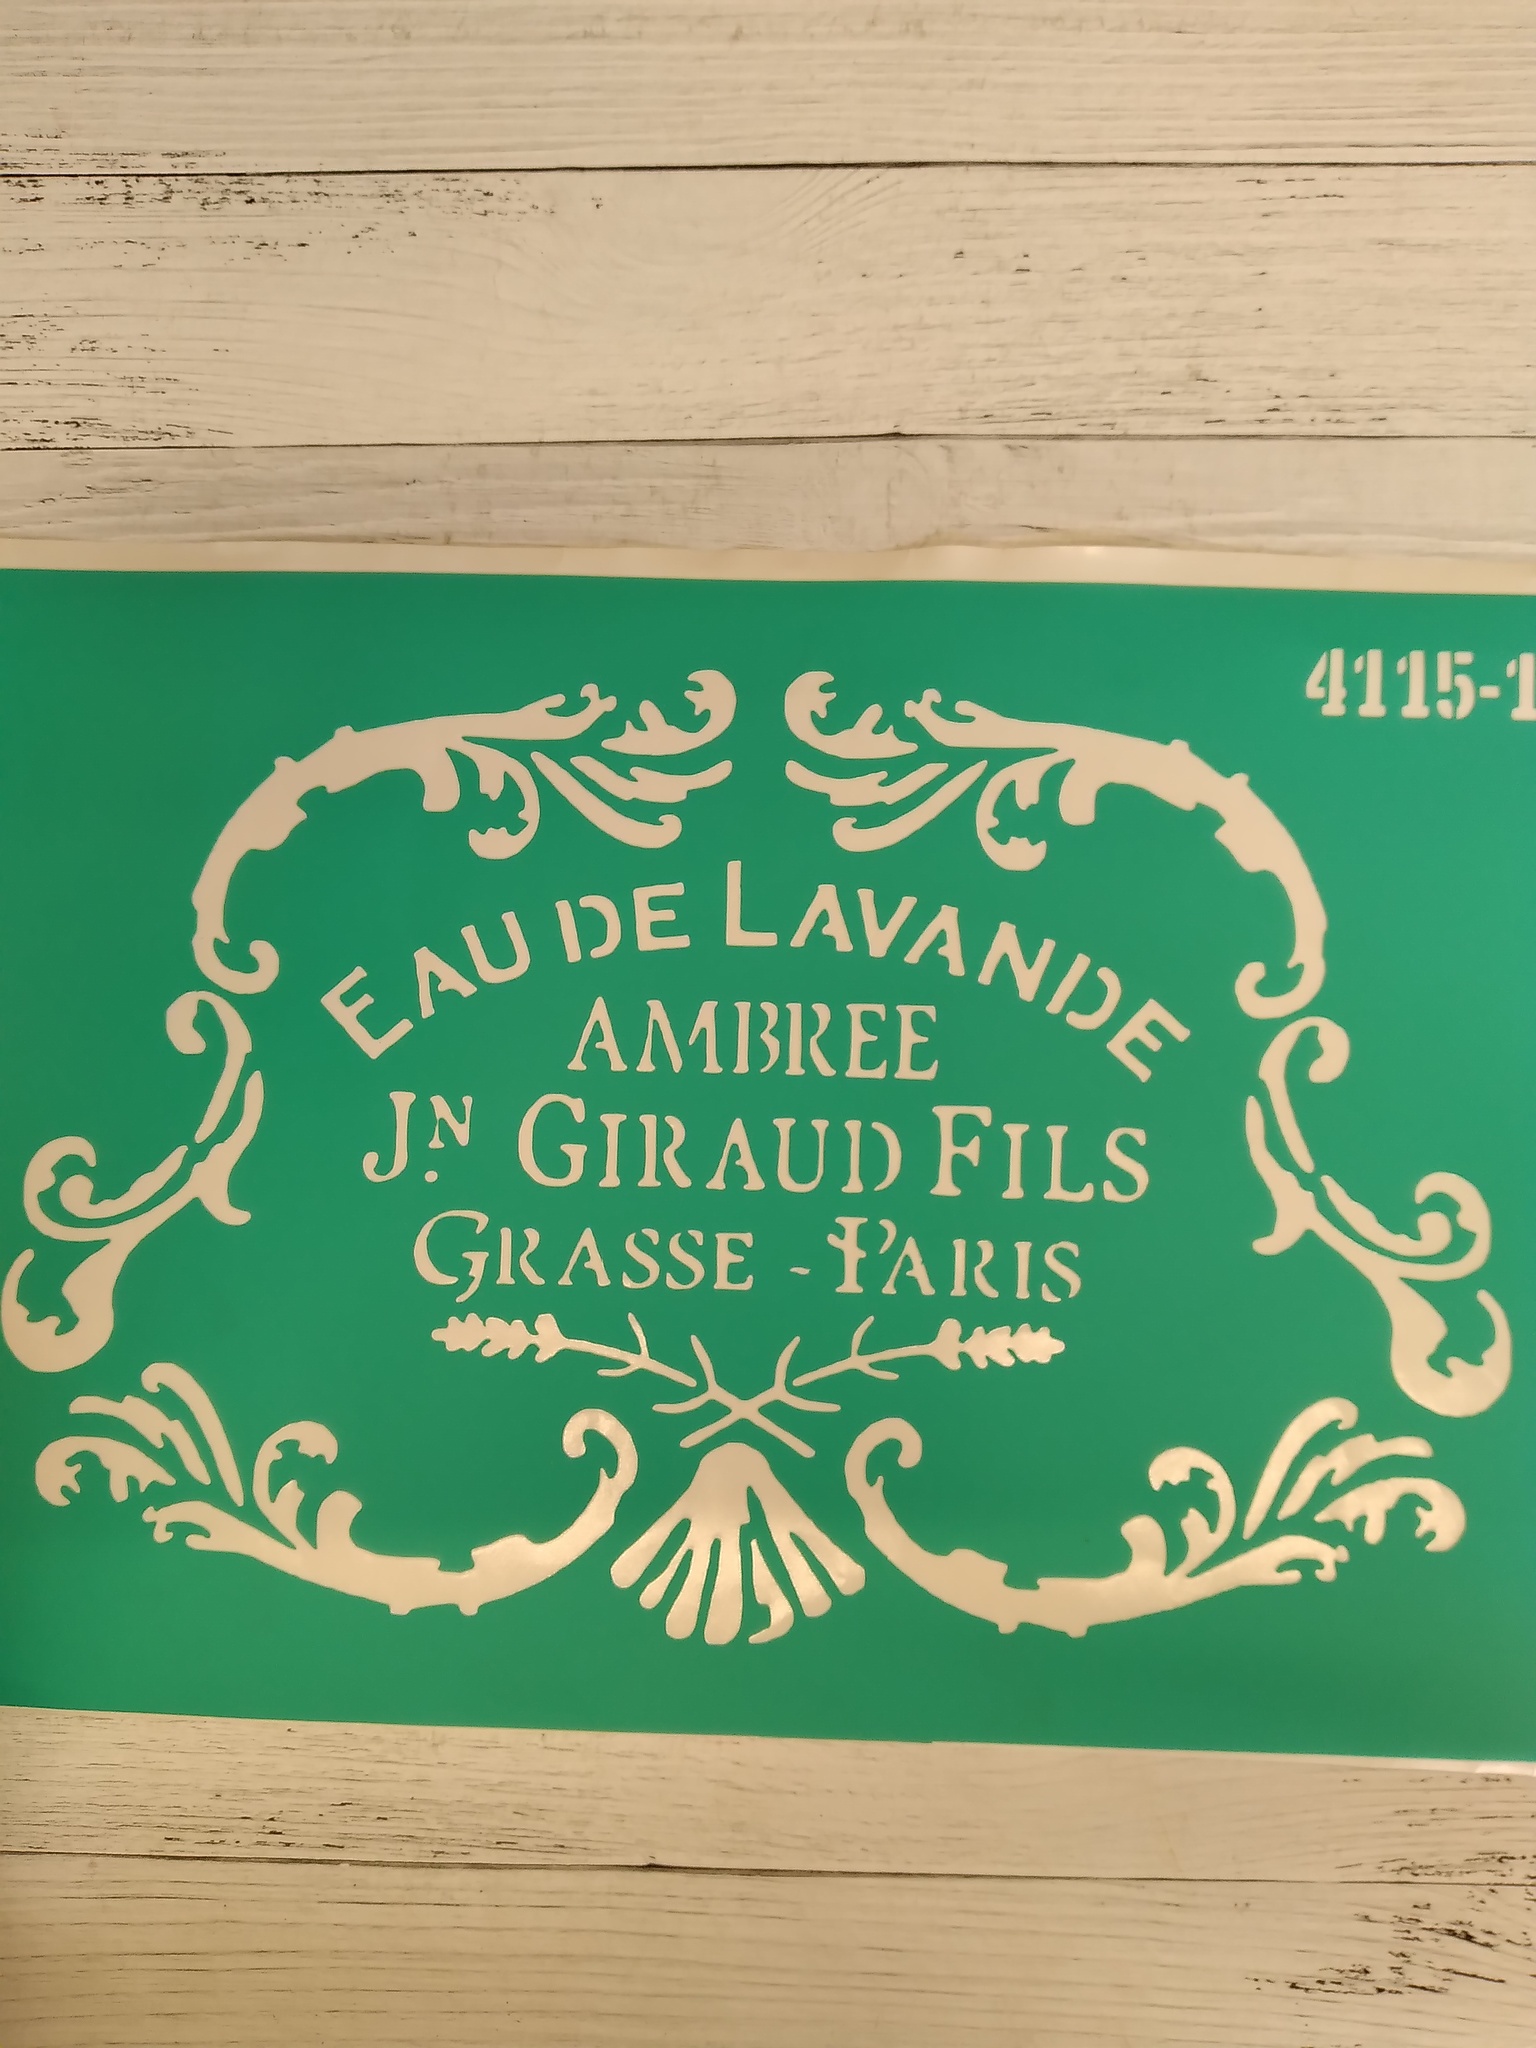 4115-1
EAU DE LAVANDE
AMBREE
JN. GIRAUD FILS
GRASSE - PARIS